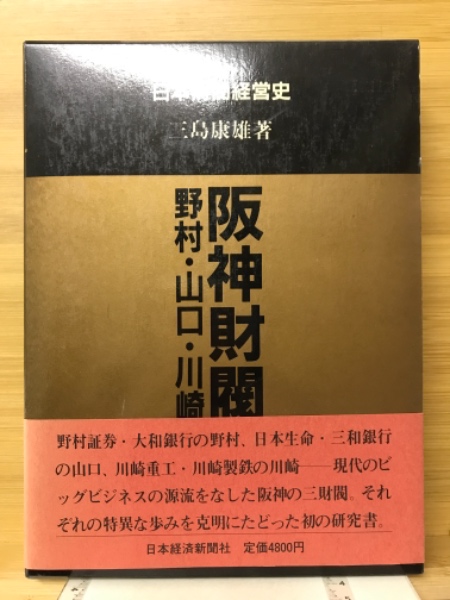 日本財閥経営史
三島康雄著
阪神財閥
野村・山口・川崎
野村証券・大和銀行の野村、日本生命・三和銀行
の山口、川崎重工・川崎製鉄の川崎――現代のビ
ッグビジネスの源流をなした阪神の三財閥。それ
ぞれの特異な歩みを克明にたどった初の研究書。
日本経済新聞社 定価4800円